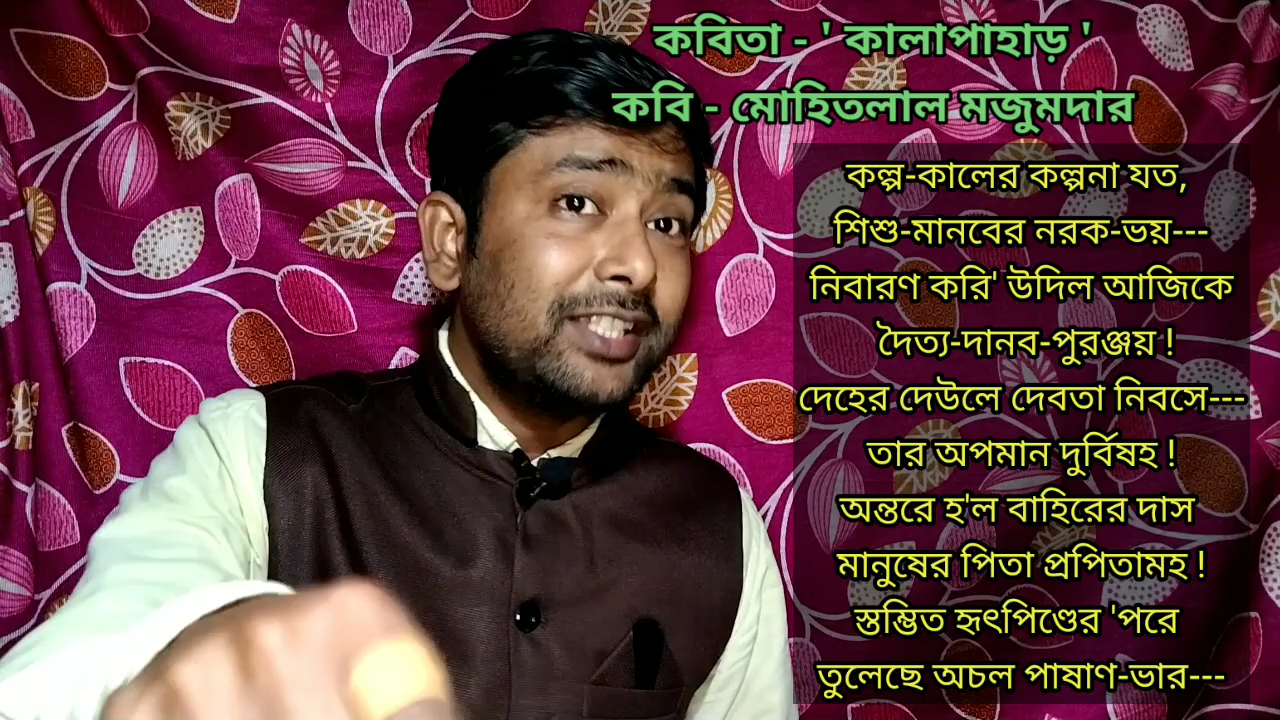 কবিতা - ' কালাপাহাড় '
কবি - মোহিতলাল মজুমদার
কল্প-কালের কল্পনা যত,
শিশু-মানবের নরক-ভয়---
নিবারণ করি' উদিল আজিকে
দৈত্য-দানব-পুরঞ্জয় !
দেহের দেউলে দেবতা নিবসে---
তার অপমান দুর্বিষহ !
অন্তরে হ'ল বাহিরের দাস
মানুষের পিতা প্রপিতামহ !
স্তম্ভিত হৃৎপিণ্ডের 'পরে
তুলেছে অচল পাষাণ-ভার---